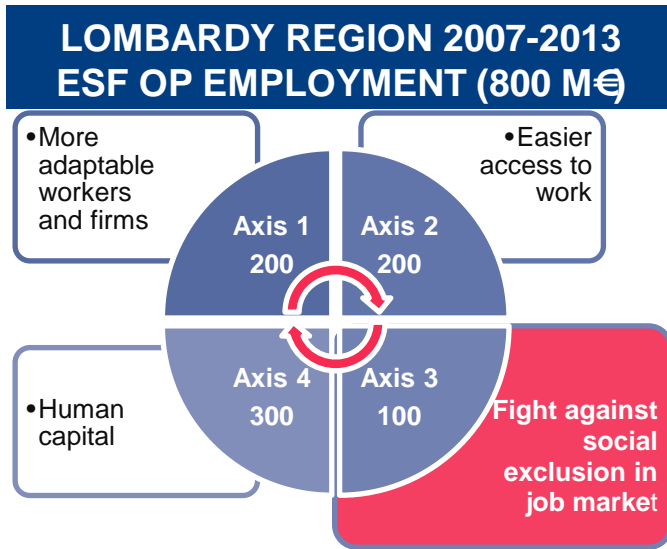 LOMBARDY REGION 2007-2013
ESF OP EMPLOYMENT (800 M€)
•More
adaptable
workers
and firms
•Easier
access to
work
Axis 1
200
Axis 2
200
Axis 4
300
Axis 3
100
•Human
capital
Fight against
social
exclusion in
job market